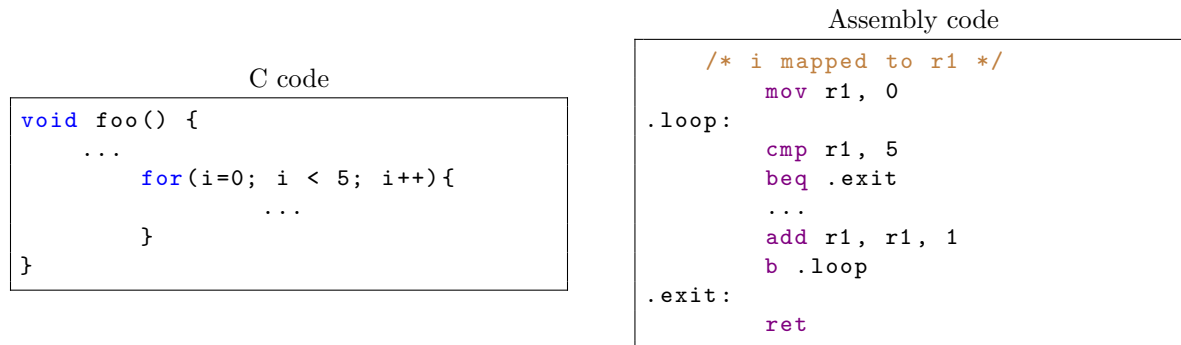 C code
void foo() {
...
for(i=0; i < 5; i++){
...
}
}
Assembly code
/* i mapped to r1 */
mov r1, 0
.loop:
cmp r1, 5
beq .exit
...
add r1, r1, 1
b .loop
.exit:
ret